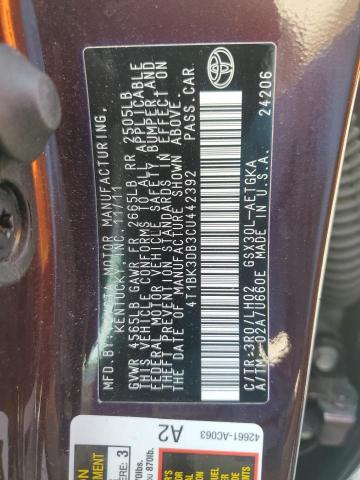 MFD.BY:TOYOTA MOTOR MANUFACTURING,
KENTUCKY, INC. 11/11
GVWR 4565LB GAWR FR 2665LB RR 2505LB
THIS VEHICLE CONFORMS TO ALL APPLICABLE
FEDERAL MOTOR VEHICLE SAFETY, BUMPER, AND
THEFT PREVENTION STANDARDS IN EFFECT ON
THE DATE OF MANUFACTURE SHOWN ABOVE.
4T1BK3DB3CU442392 PASS.CAR
C/TR:3R0/LH02 GSX30L-AETGKA
A/TM:-02A/U660E MADE IN U.S.A.
24206
42661-AC063
A2